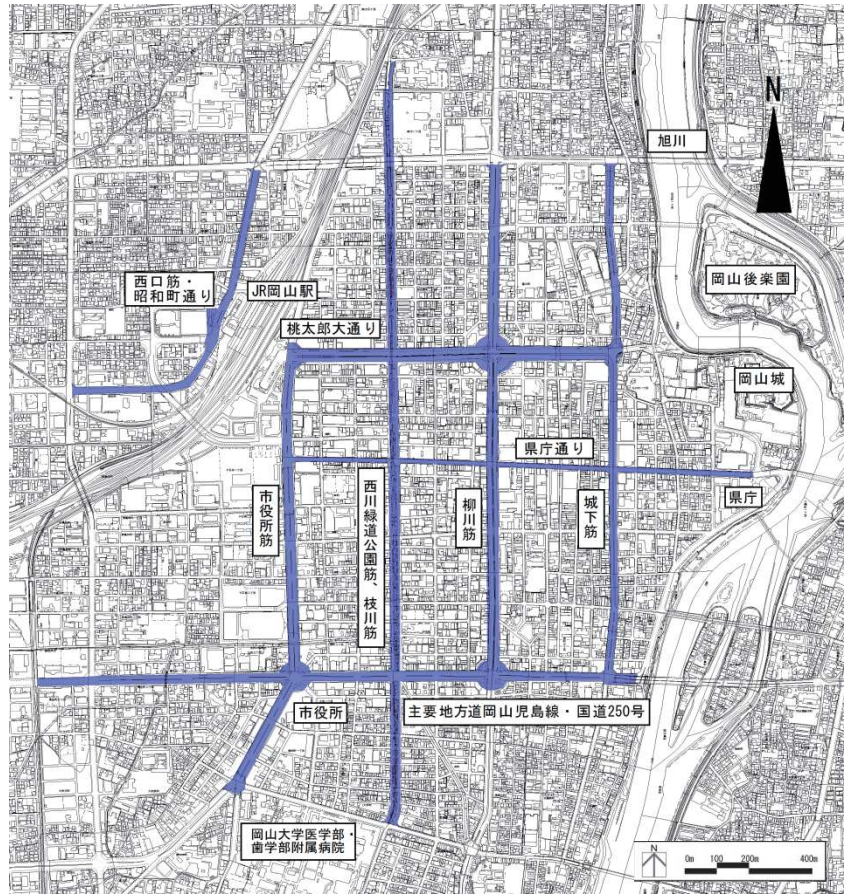 N
旭川
岡山後楽園
西口筋・
昭和町通り
JR岡山駅
桃太郎大通り
岡山城
県庁通り
市役所筋
西川緑道公園筋、枝川筋
柳川筋
城下筋
県庁
市役所
主要地方道岡山児島線・国道250号
岡山大学医学部・
歯学部附属病院
N
0m 100 200m 400m